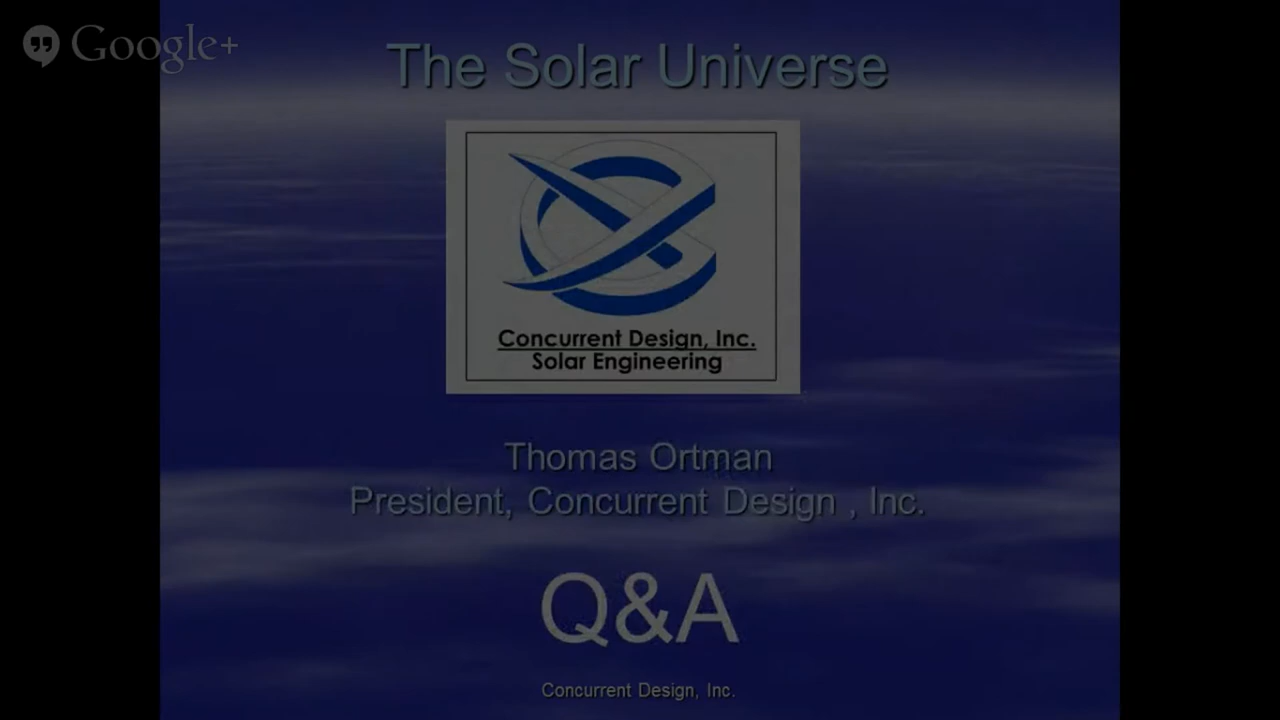 Google+
The Solar Universe
Concurrent Design, Inc.
Solar Engineering
Thomas Ortman
President, Concurrent Design , Inc.
Q&A
Concurrent Design, Inc.